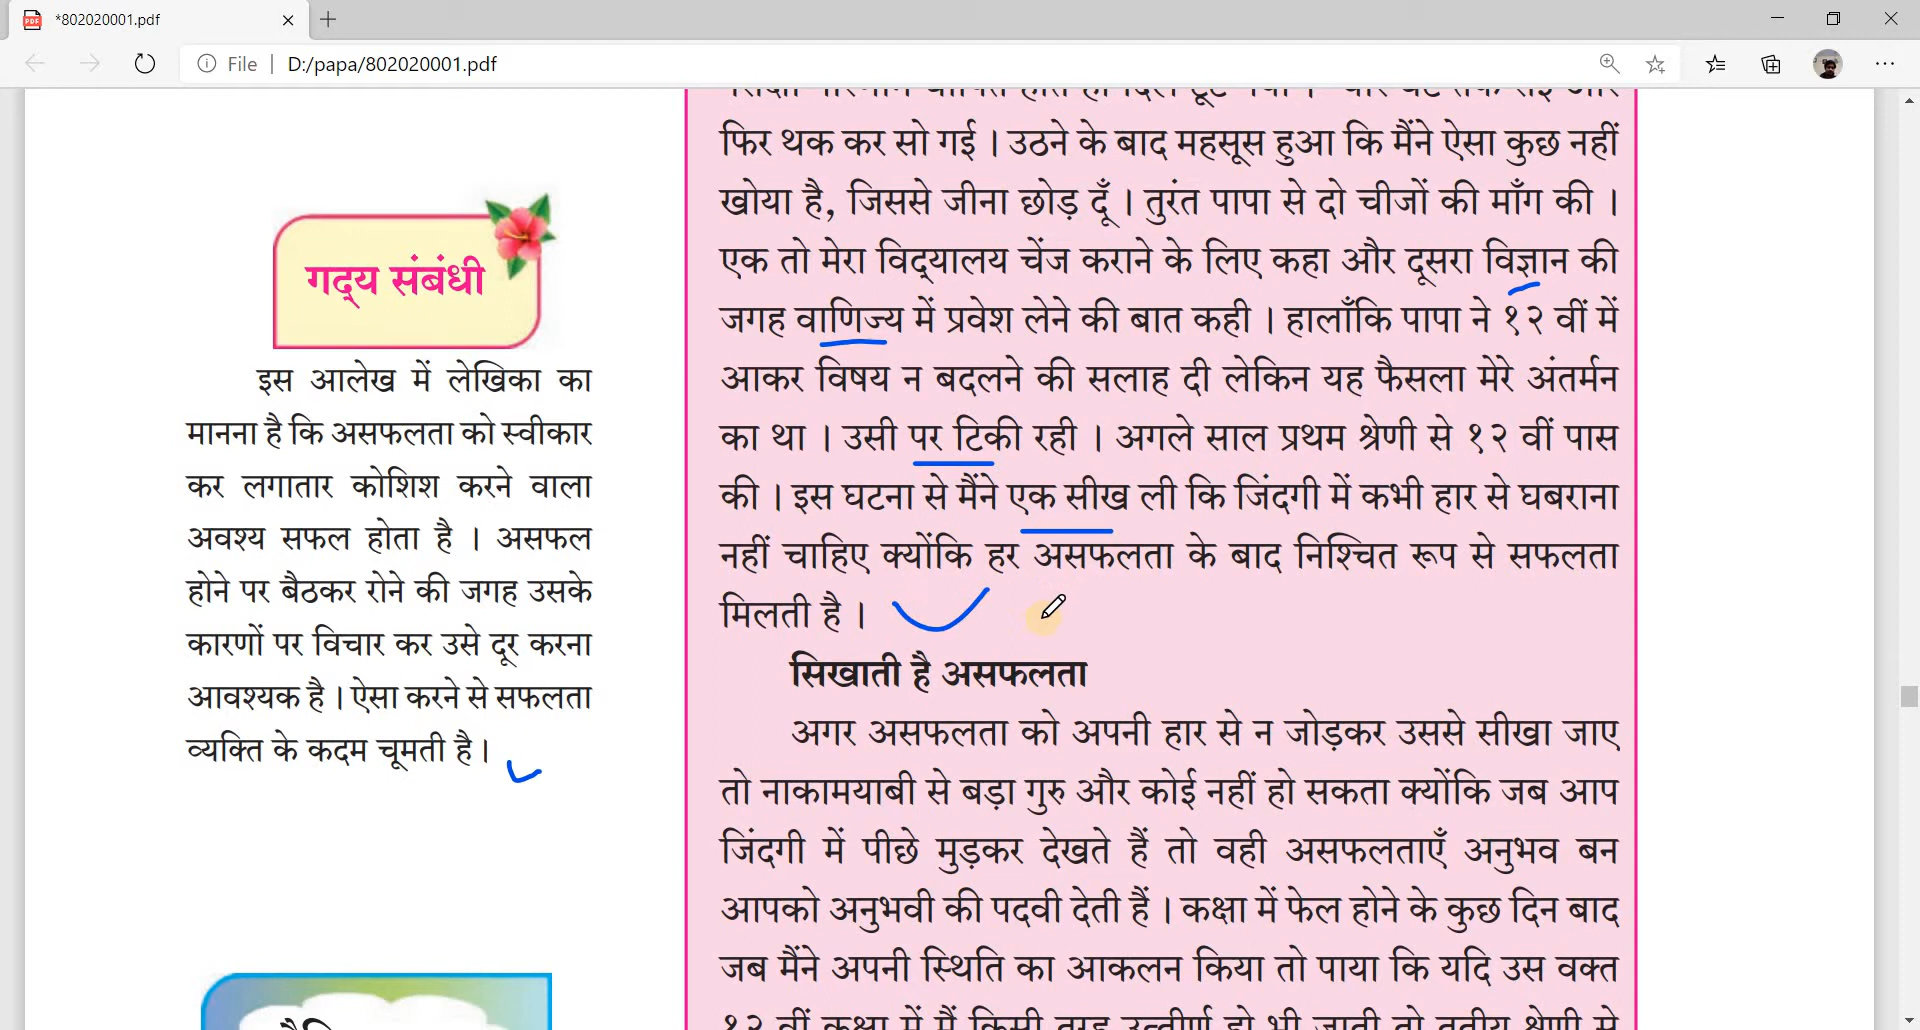 *802020001.pdf
File
D:/papa/802020001.pdf
गद्य संबंधी
इस आलेख में लेखिका का
मानना है कि असफलता को स्वीकार
कर लगातार कोशिश करने वाला
अवश्य सफल होता है । असफल
होने पर बैठकर रोने की जगह उसके
कारणों पर विचार कर उसे दूर करना
आवश्यक है । ऐसा करने से सफलता
व्यक्ति के कदम चूमती है ।
फिर थक कर सो गई । उठने के बाद महसूस हुआ कि मैंने ऐसा कुछ नहीं
खोया है, जिससे जीना छोड़ दूँ । तुरंत पापा से दो चीजों की माँग की ।
एक तो मेरा विद्यालय चेंज कराने के लिए कहा और दूसरा विज्ञान की
जगह वाणिज्य में प्रवेश लेने की बात कही । हालाँकि पापा ने १२ वीं में
आकर विषय न बदलने की सलाह दी लेकिन यह फैसला मेरे अंतर्मन
का था । उसी पर टिकी रही । अगले साल प्रथम श्रेणी से १२ वीं पास
की । इस घटना से मैंने एक सीख ली कि जिंदगी में कभी हार से घबराना
नहीं चाहिए क्योंकि हर असफलता के बाद निश्चित रूप से सफलता
मिलती है ।
सिखाती है असफलता
अगर असफलता को अपनी हार से न जोड़कर उससे सीखा जाए
तो नाकामयाबी से बड़ा गुरु और कोई नहीं हो सकता क्योंकि जब आप
जिंदगी में पीछे मुड़कर देखते हैं तो वही असफलताएँ अनुभव बन
आपको अनुभवी की पदवी देती हैं । कक्षा में फेल होने के कुछ दिन बाद
जब मैंने अपनी स्थिति का आकलन किया तो पाया कि यदि उस वक्त
१२ वीं कक्षा में मैं किसी तरह उत्तीर्ण हो भी जाती तो तृतीय श्रेणी से